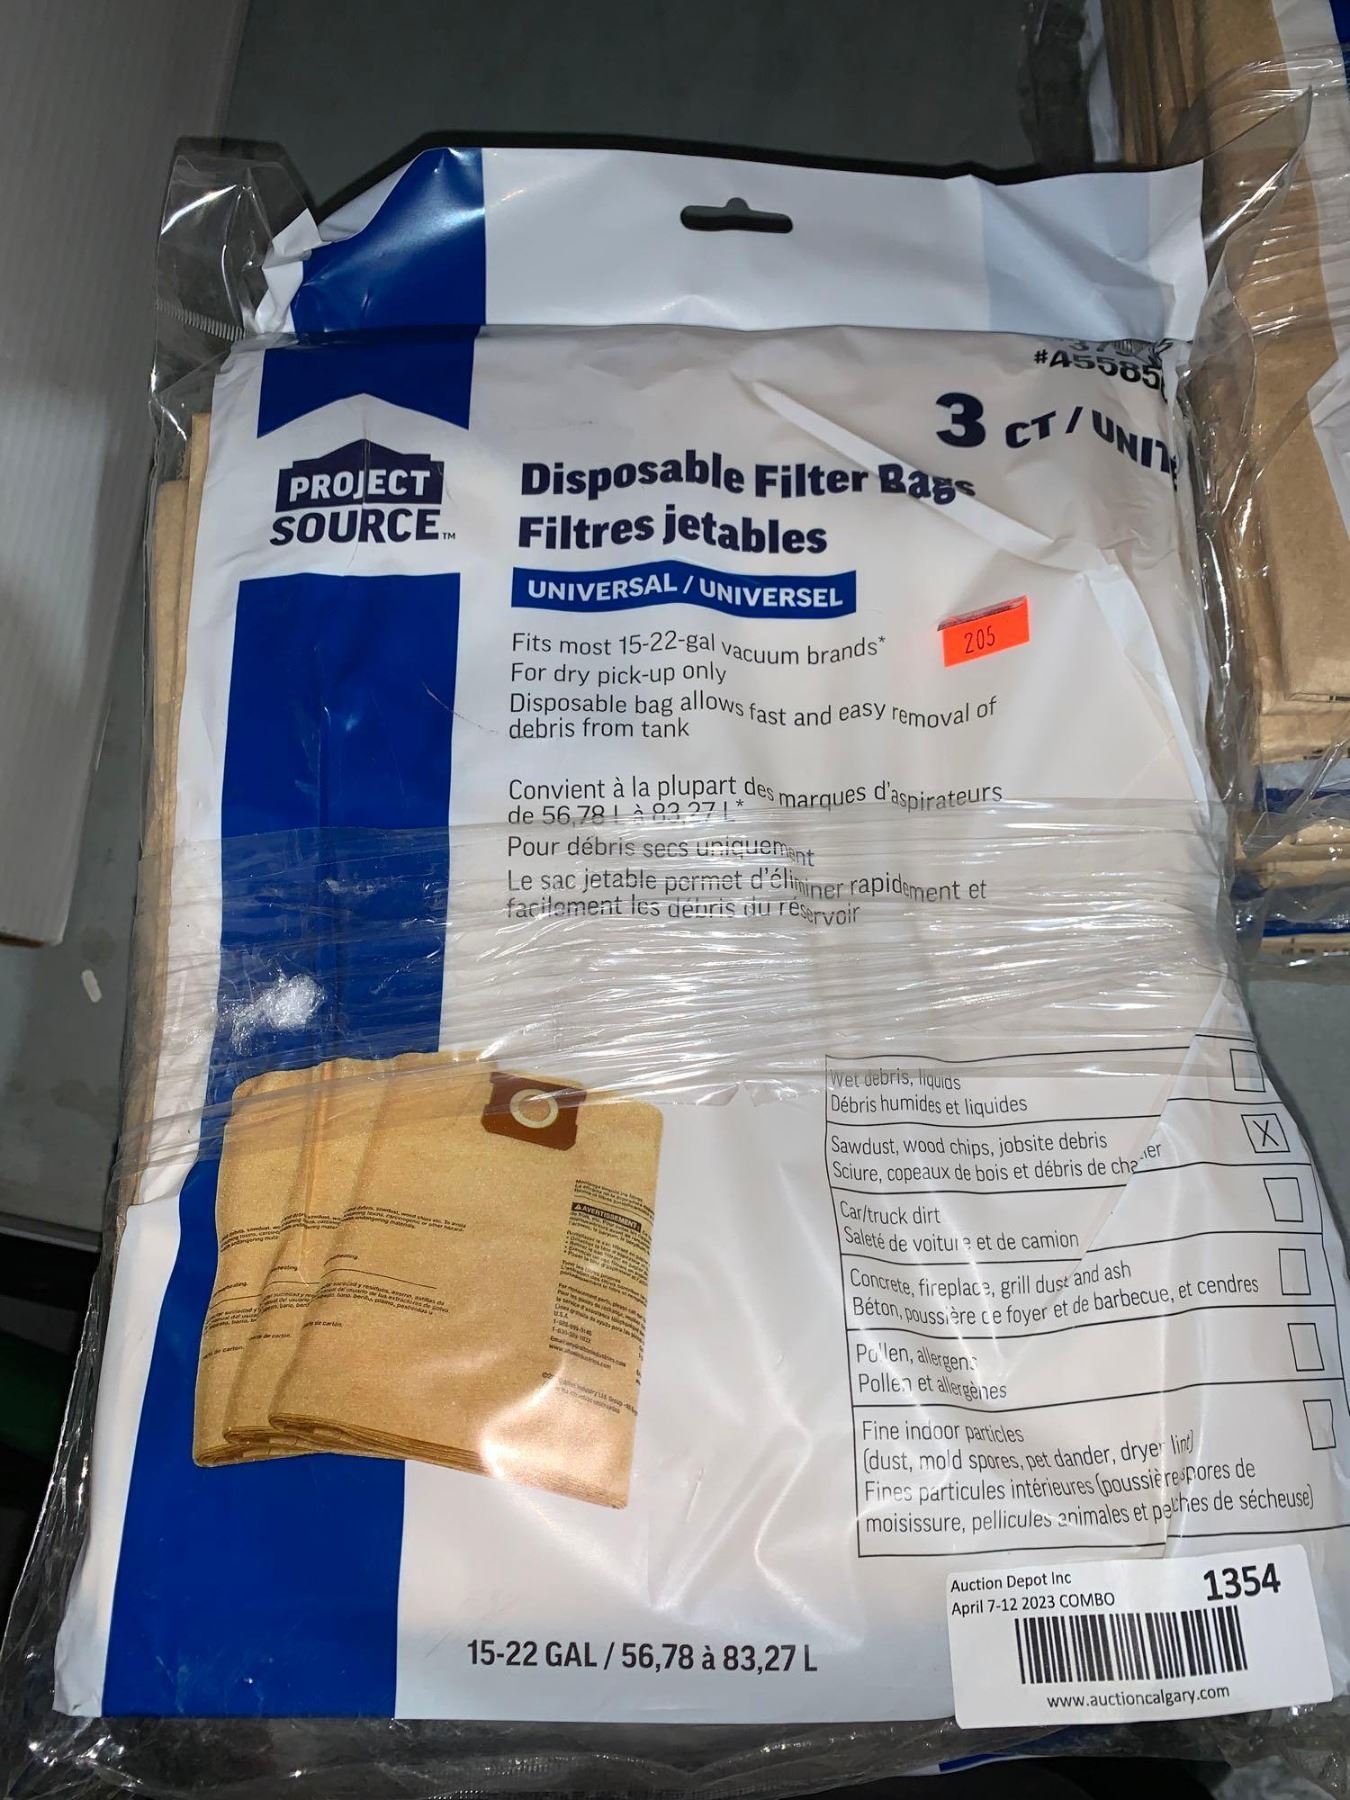 #A5585
3 CT / UNITÉ
PROJECT
SOURCE™
Disposable Filter Bags
Filtres jetables
UNIVERSAL / UNIVERSEL
205
Fits most 15-22-gal vacuum brands*
For dry pick-up only
Disposable bag allows fast and easy removal of
debris from tank
Convient à la plupart des marques d'aspirateurs
de 56,78 L à 83,27 L*
Pour débris secs uniquement
Le sac jetable permet d'éliminer rapidement et
facilement les débris du réservoir
Wet debris, liquids
Débris humides et liquides
Sawdust, wood chips, jobsite debris X
Sciure, copeaux de bois et débris de
Car/truck dirt
Saleté de voiture et de camion
Concrete, fireplace, grill dust and ash
Béton, poussière de foyer et de barbecue, et cendres
Pollen, allergens
Pollen et allergènes
Fine indoor particles
(dust, mold spores, pet dander, dryer lint)
Fines particules intérieures (poussière spores de
moisissure, pellicules animales et peluches de sécheuse)
AVERTISSEMENT
15-22 GAL / 56,78 à 83,27 L
Auction Depot Inc
April 7-12 2023 COMBO
1354
www.auctioncalgary.com